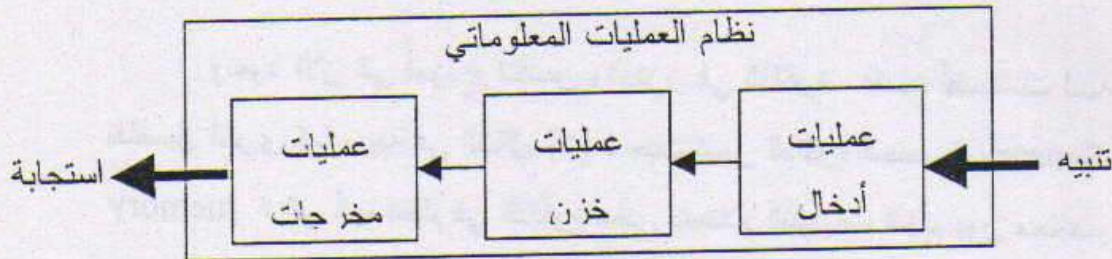 نظام العمليات المعلوماتي
تنبيه
عمليات
أدخال
عمليات
خزن
عمليات
مخرجات
استجابة